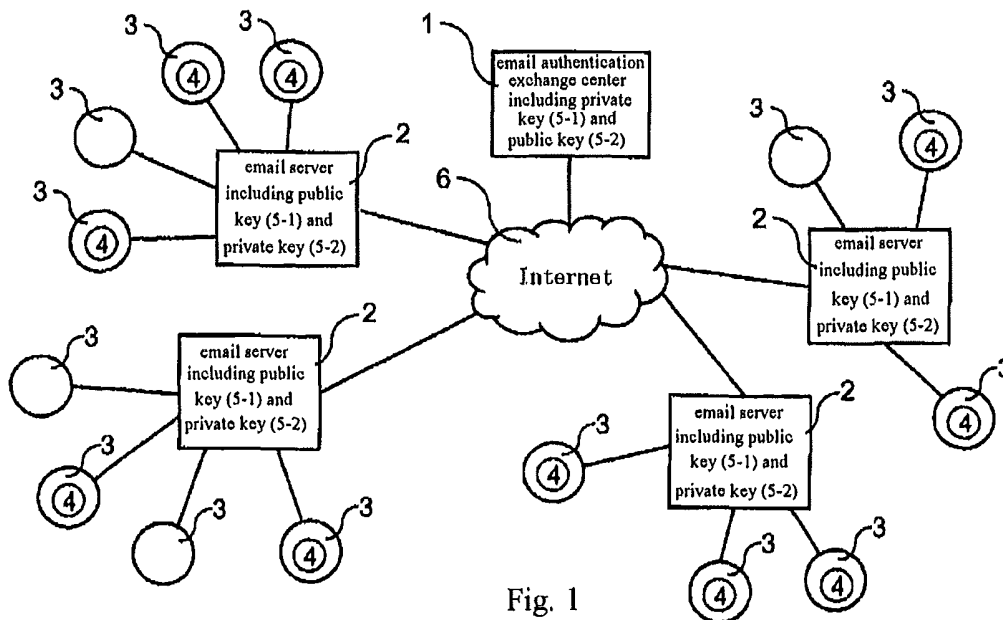 3
3
4
4
3
3
4
2
email server
including public
key (5-1) and
private key (5-2)
1
email authentication
exchange center
including private
key (5-1) and
public key (5-2)
6
Internet
3
3
4
2
email server
including public
key (5-1) and
private key (5-2)
3
4
3
2
email server
including public
key (5-1) and
private key (5-2)
3
4
3
3
4
2
email server
including public
key (5-1) and
private key (5-2)
3
4
3
4
3
4
Fig. 1